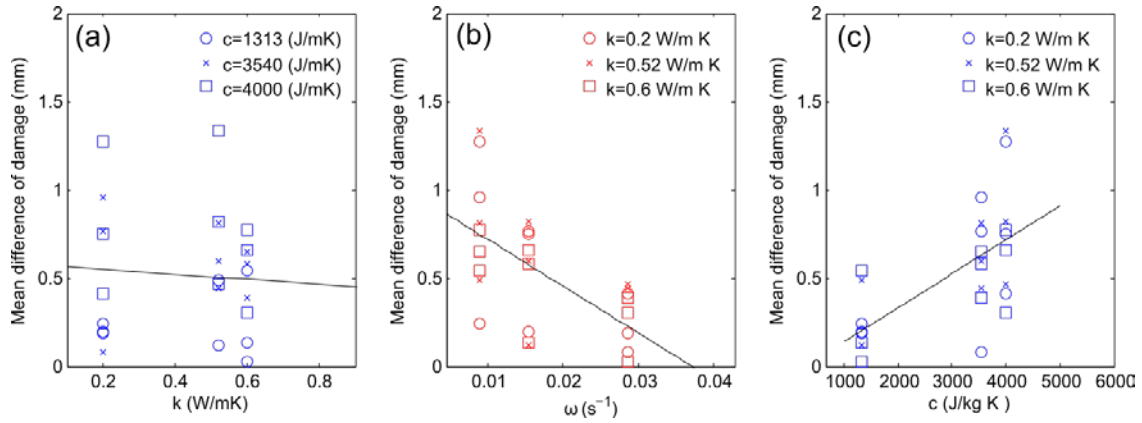 (a)
c=1313 (J/mK)
c=3540 (J/mK)
c=4000 (J/mK)
Mean difference of damage (mm)
2
1.5
1
0.5
0
0.2 0.4 0.6 0.8
k (W/mK)
(b)
k=0.2 W/m K
k=0.52 W/m K
k=0.6 W/m K
Mean difference of damage (mm)
2
1.5
1
0.5
0
0.01 0.02 0.03 0.04
ω (s⁻¹)
(c)
k=0.2 W/m K
k=0.52 W/m K
k=0.6 W/m K
Mean difference of damage (mm)
2
1.5
1
0.5
0
1000 2000 3000 4000 5000 6000
c (J/kg K )